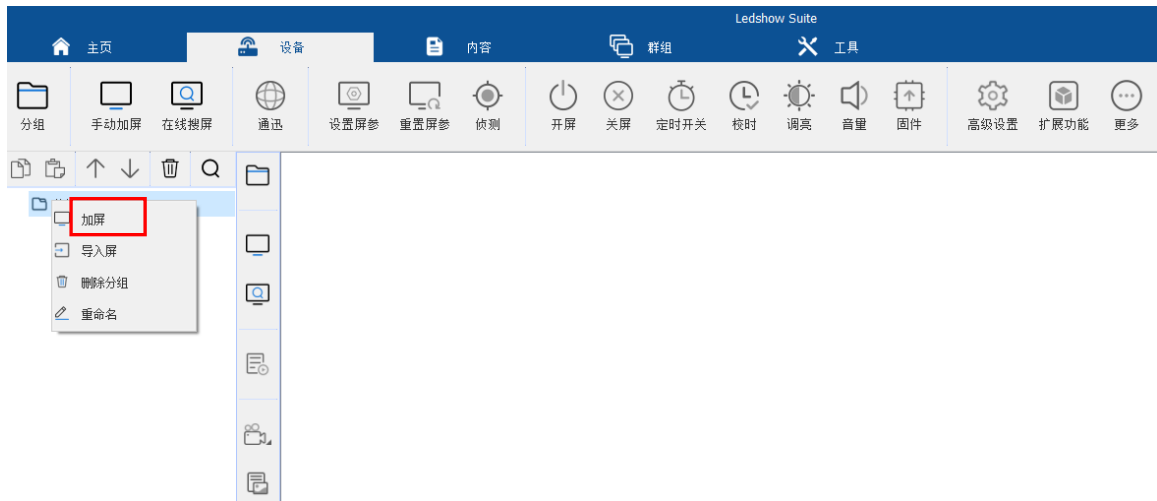 Ledshow Suite
主页 设备 内容 群组 工具
分组 手动加屏 在线搜屏 通讯 设置屏参 重置屏参 侦测 开屏 关屏 定时开关 校时 调亮 音量 固件 高级设置 扩展功能 更多
加屏
导入屏
删除分组
重命名